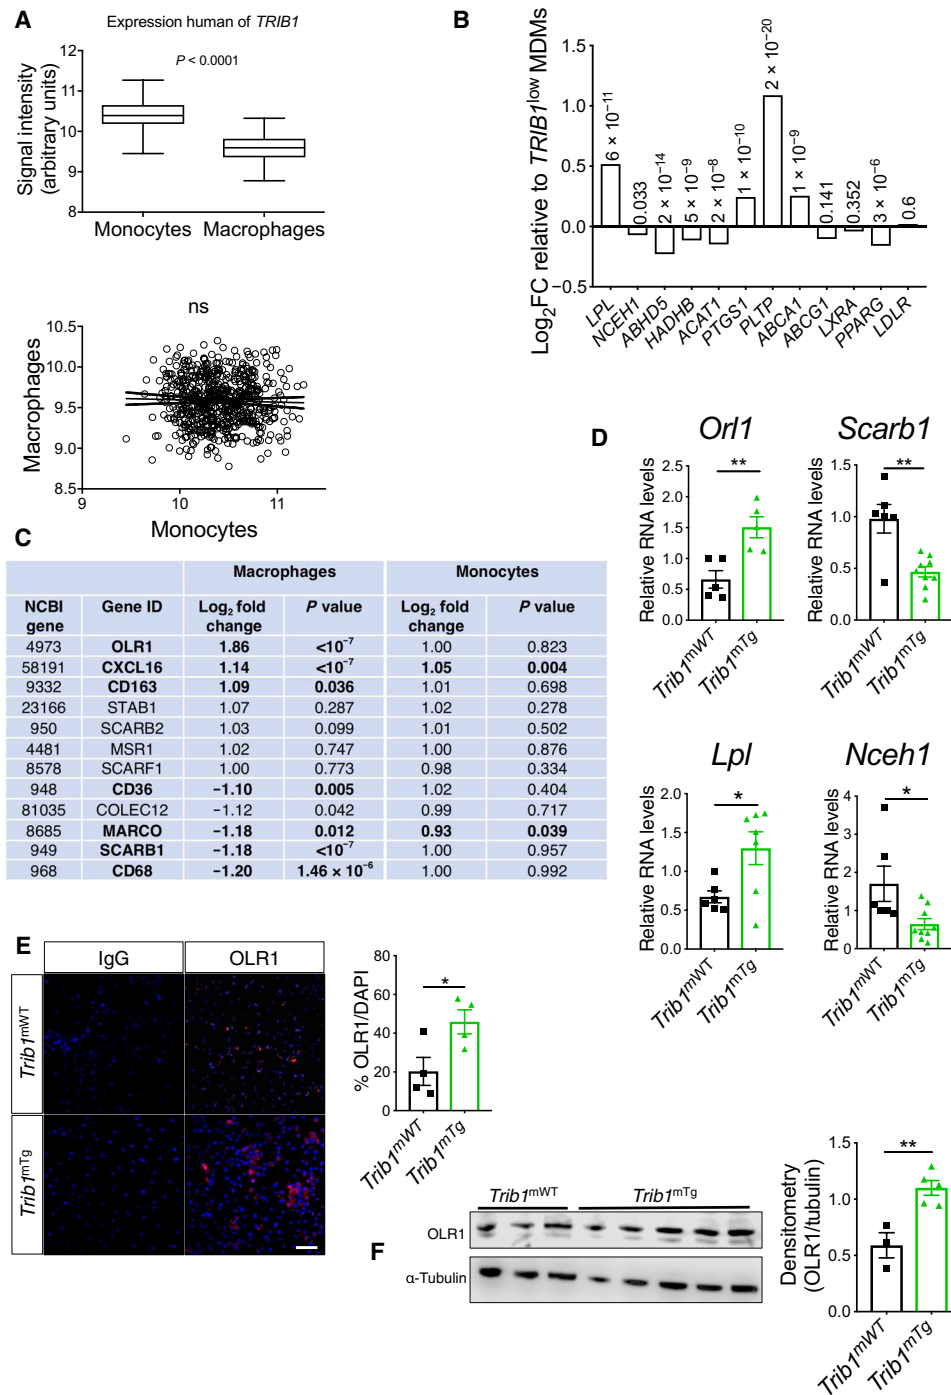 A
Expression human of TRIB1
P < 0.0001
Signal intensity
(arbitrary units)
12
11
10
9
8
Monocytes
Macrophages
ns
Macrophages
10.5
10.0
9.5
9.0
8.5
9
10
11
Monocytes
B
Log2FC relative to TRIB1low MDMs
1.5
1.0
0.5
0.0
−0.5
6 × 10−11
0.033
2 × 10−14
5 × 10−9
2 × 10−8
1 × 10−10
2 × 10−20
1 × 10−9
0.141
0.352
3 × 10−6
0.6
LPL
NCEH1
ABHD5
HADHB
ACAT1
PTGS1
PLTP
ABCA1
ABCG1
LXRA
PPARG
LDLR
C
Macrophages Monocytes
NCBI gene Gene ID Log2 fold change P value Log2 fold change P value
4973 OLR1 1.86 <10−7 1.00 0.823
58191 CXCL16 1.14 <10−7 1.05 0.004
9332 CD163 1.09 0.036 1.01 0.698
23166 STAB1 1.07 0.287 1.02 0.278
950 SCARB2 1.03 0.099 1.01 0.502
4481 MSR1 1.02 0.747 1.00 0.876
8578 SCARF1 1.00 0.773 0.98 0.334
948 CD36 −1.10 0.005 1.02 0.404
81035 COLEC12 −1.12 0.042 0.99 0.717
8685 MARCO −1.18 0.012 0.93 0.039
949 SCARB1 −1.18 <10−7 1.00 0.957
968 CD68 −1.20 1.46 × 10−6 1.00 0.992
D
Orl1
Relative RNA levels
2.5
2.0
1.5
1.0
0.5
0.0
**
Trib1mWT
Trib1mTg
Scarb1
Relative RNA levels
1.5
1.0
0.5
0.0
**
Trib1mWT
Trib1mTg
Lpl
Relative RNA levels
2.0
1.5
1.0
0.5
0.0
*
Trib1mWT
Trib1mTg
Nceh1
Relative RNA levels
4
3
2
1
0
*
Trib1mWT
Trib1mTg
E
IgG
OLR1
Trib1mWT
Trib1mTg
% OLR1/DAPI
80
60
40
20
0
*
Trib1mWT
Trib1mTg
F
Trib1mWT
Trib1mTg
OLR1
α-Tubulin
Densitometry
(OLR1/tubulin)
1.5
1.0
0.5
0.0
**
Trib1mWT
Trib1mTg